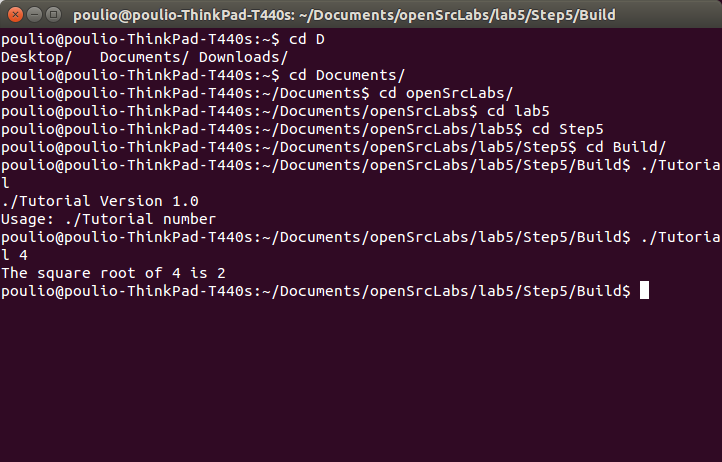 poulio@poulio-ThinkPad-T440s: ~/Documents/openSrcLabs/lab5/Step5/Build
poulio@poulio-ThinkPad-T440s:~$ cd D
Desktop/   Documents/ Downloads/
poulio@poulio-ThinkPad-T440s:~$ cd Documents/
poulio@poulio-ThinkPad-T440s:~/Documents$ cd openSrcLabs/
poulio@poulio-ThinkPad-T440s:~/Documents/openSrcLabs$ cd lab5
poulio@poulio-ThinkPad-T440s:~/Documents/openSrcLabs/lab5$ cd Step5
poulio@poulio-ThinkPad-T440s:~/Documents/openSrcLabs/lab5/Step5$ cd Build/
poulio@poulio-ThinkPad-T440s:~/Documents/openSrcLabs/lab5/Step5/Build$ ./Tutoria
l
./Tutorial Version 1.0
Usage: ./Tutorial number
poulio@poulio-ThinkPad-T440s:~/Documents/openSrcLabs/lab5/Step5/Build$ ./Tutoria
l 4
The square root of 4 is 2
poulio@poulio-ThinkPad-T440s:~/Documents/openSrcLabs/lab5/Step5/Build$